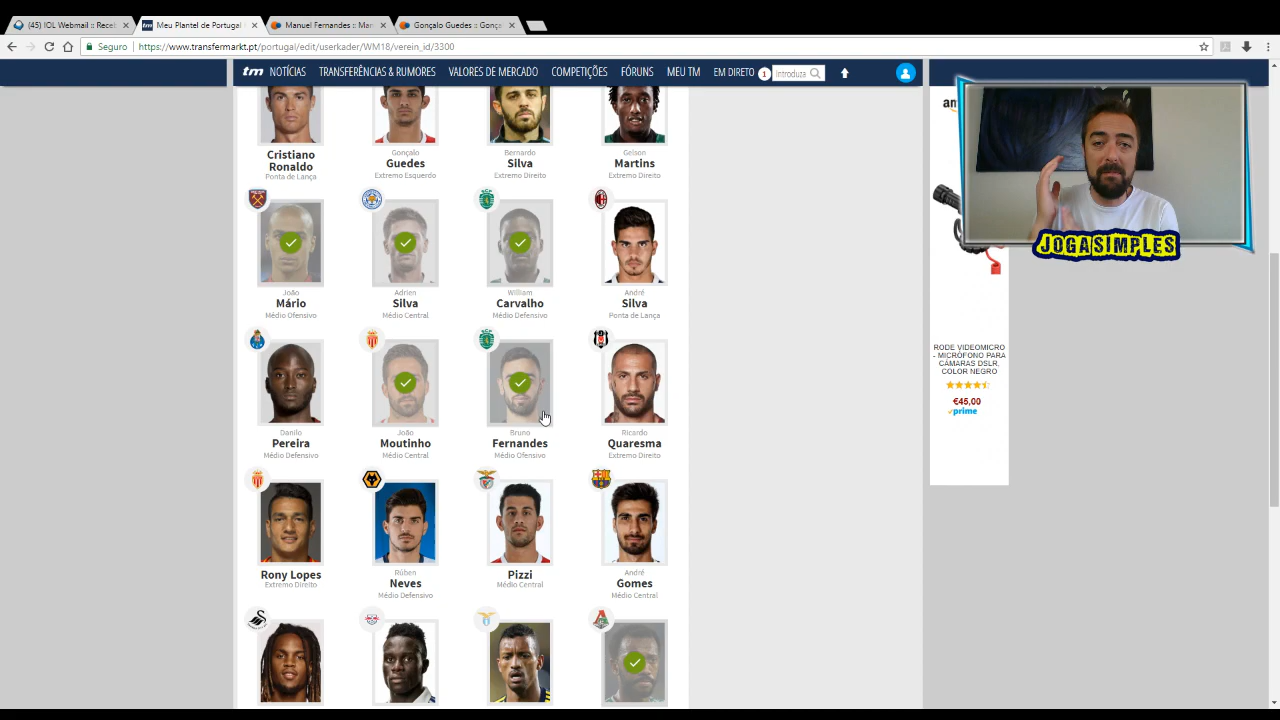 (45) IOL Webmail :: Rece
Meu Plantel de Portugal
Manuel Fernandes :: Man
Gonçalo Guedes :: Gonça
Seguro
https://www.transfermarkt.pt/portugal/edit/userkader/WM18/verein_id/3300
tm NOTÍCIAS TRANSFERÊNCIAS & RUMORES VALORES DE MERCADO COMPETIÇÕES FÓRUNS MEU TM EM DIRETO 1 Introduza
Cristiano
Ronaldo
Ponta de Lança
Gonçalo
Guedes
Extremo Esquerdo
Bernardo
Silva
Extremo Direito
Gelson
Martins
Extremo Direito
João
Mário
Médio Ofensivo
Adrien
Silva
Médio Central
William
Carvalho
Médio Defensivo
André
Silva
Ponta de Lança
Danilo
Pereira
Médio Defensivo
João
Moutinho
Médio Central
Bruno
Fernandes
Médio Ofensivo
Ricardo
Quaresma
Extremo Direito
Rony Lopes
Extremo Direito
Rúben
Neves
Médio Defensivo
Pizzi
Médio Central
André
Gomes
Médio Central
JOGA SIMPLES
RODE VIDEOMICRO
- MICRÓFONO PARA
CÁMARAS DSLR,
COLOR NEGRO
€45,00
prime